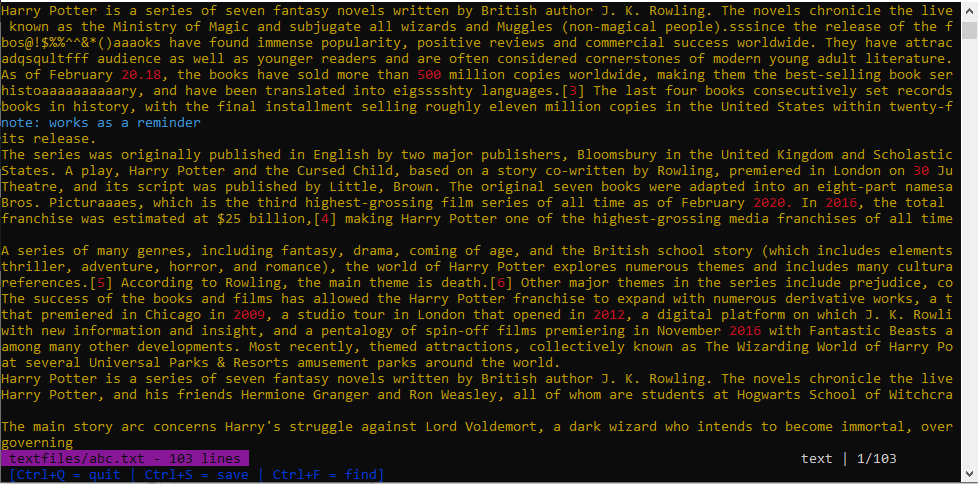 Harry Potter is a series of seven fantasy novels written by British author J. K. Rowling. The novels chronicle the live
known as the Ministry of Magic and subjugate all wizards and Muggles (non-magical people).sssince the release of the f
bos@!$%%^^&*()aaaoks have found immense popularity, positive reviews and commercial success worldwide. They have attrac
adqsqultfff audience as well as younger readers and are often considered cornerstones of modern young adult literature.
As of February 20.18, the books have sold more than 500 million copies worldwide, making them the best-selling book ser
histoaaaaaaaaaary, and have been translated into eigsssshty languages.[3] The last four books consecutively set records
books in history, with the final installment selling roughly eleven million copies in the United States within twenty-f
note: works as a reminder
its release.
The series was originally published in English by two major publishers, Bloomsbury in the United Kingdom and Scholastic
States. A play, Harry Potter and the Cursed Child, based on a story co-written by Rowling, premiered in London on 30 Ju
Theatre, and its script was published by Little, Brown. The original seven books were adapted into an eight-part namesa
Bros. Picturaaaes, which is the third highest-grossing film series of all time as of February 2020. In 2016, the total
franchise was estimated at $25 billion,[4] making Harry Potter one of the highest-grossing media franchises of all time
A series of many genres, including fantasy, drama, coming of age, and the British school story (which includes elements
thriller, adventure, horror, and romance), the world of Harry Potter explores numerous themes and includes many cultura
references.[5] According to Rowling, the main theme is death.[6] Other major themes in the series include prejudice, co
The success of the books and films has allowed the Harry Potter franchise to expand with numerous derivative works, a t
that premiered in Chicago in 2009, a studio tour in London that opened in 2012, a digital platform on which J. K. Rowli
with new information and insight, and a pentalogy of spin-off films premiering in November 2016 with Fantastic Beasts a
among many other developments. Most recently, themed attractions, collectively known as The Wizarding World of Harry Po
at several Universal Parks & Resorts amusement parks around the world.
Harry Potter is a series of seven fantasy novels written by British author J. K. Rowling. The novels chronicle the live
Harry Potter, and his friends Hermione Granger and Ron Weasley, all of whom are students at Hogwarts School of Witchcra
The main story arc concerns Harry's struggle against Lord Voldemort, a dark wizard who intends to become immortal, over
governing
textfiles/abc.txt - 103 lines text | 1/103
[Ctrl+Q = quit | Ctrl+S = save | Ctrl+F = find]